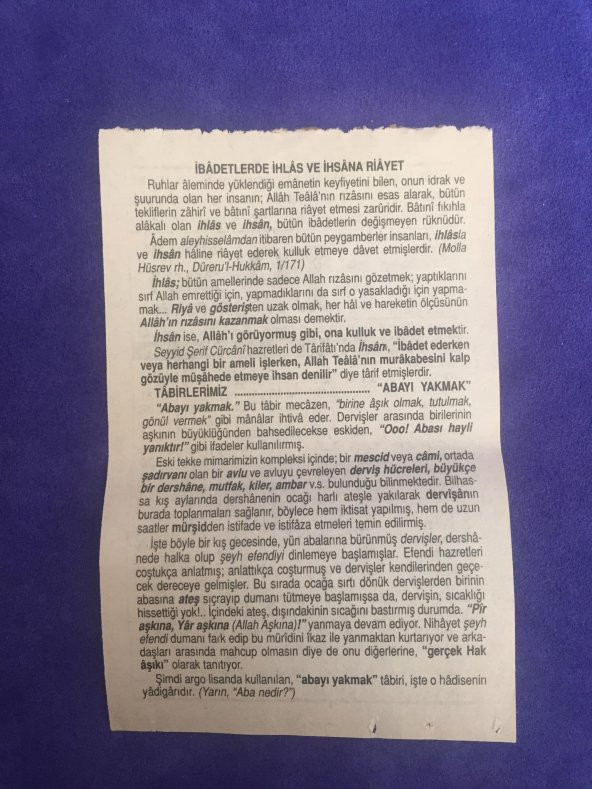 İBÂDETLERDE İHLÂS VE İHSÂNA RİÂYET
Ruhlar âleminde yüklendiği emânetin keyfiyetini bilen, onun idrak ve
şuurunda olan her insanın; Allâh Teâlâ'nın rızâsını esas alarak, bütün
tekliflerin zâhirî ve bâtınî şartlarına riâyet etmesi zarûridir. Bâtınî fıkıhla
alâkalı olan ihlâs ve ihsân, bütün ibâdetlerin değişmeyen rüknüdür.
Âdem aleyhisselâmdan itibaren bütün peygamberler insanları, ihlâsla
ve ihsân hâline riâyet ederek kulluk etmeye dâvet etmişlerdir. (Molla
Hüsrev rh., Düreru'l-Hukkâm, 1/171)
İhlâs; bütün amellerinde sadece Allah rızâsını gözetmek; yaptıklarını
sırf Allah emrettiği için, yapmadıklarını da sırf o yasakladığı için yapma-
mak... Riyâ ve gösterişten uzak olmak, her hâl ve hareketin ölçüsünün
Allâh'ın rızâsını kazanmak olması demektir.
İhsân ise, Allah'ı görüyormuş gibi, ona kulluk ve ibâdet etmektir.
Seyyid Şerif Cürcânî hazretleri de Târifâtı'nda İhsânı, "İbâdet ederken
veya herhangi bir ameli işlerken, Allah Teâlâ'nın murâkabesini kalp
gözüyle müşâhede etmeye ihsan denilir" diye târif etmişlerdir.
TÂBİRLERİMİZ ............................................ "ABAYI YAKMAK"
"Abayı yakmak." Bu tâbir mecâzen, "birine âşık olmak, tutulmak,
gönül vermek" gibi mânâlar ihtivâ eder. Dervişler arasında birilerinin
aşkının büyüklüğünden bahsedilecekse eskiden, "Ooo! Abası hayli
yanıktır!" gibi ifadeler kullanılırmış.
Eski tekke mimarimizin kompleksi içinde; bir mescid veya câmi, ortada
şadırvanı olan bir avlu ve avluyu çevreleyen derviş hücreleri, büyükçe
bir dershâne, mutfak, kiler, ambar v.s. bulunduğu bilinmektedir. Bilhas-
sa kış aylarında dershânenin ocağı harlı ateşle yakılarak dervîşânın
burada toplanmaları sağlanır, böylece hem iktisat yapılmış, hem de uzun
saatler mürşidden istifade ve istifâza etmeleri temin edilirmiş.
İşte böyle bir kış gecesinde, yün abalarına bürünmüş dervişler, dershâ-
nede halka olup şeyh efendiyi dinlemeye başlamışlar. Efendi hazretleri
coştukça anlatmış; anlattıkça coşturmuş ve dervişler kendilerinden geçe-
cek dereceye gelmişler. Bu sırada ocağa sırtı dönük dervişlerden birinin
abasına ateş sıçrayıp dumanı tütmeye başlamışsa da, dervişin, sıcaklığı
hissettiği yok!.. İçindeki ateş, dışındakinin sıcağını bastırmış durumda. "Pîr
aşkına, Yâr aşkına (Allah Aşkına)!" yanmaya devam ediyor. Nihâyet şeyh
efendi dumanı fark edip bu mürîdini îkaz ile yanmaktan kurtarıyor ve arka-
daşları arasında mahcup olmasın diye de onu diğerlerine, "gerçek Hak
âşıkı" olarak tanıtıyor.
Şimdi argo lisanda kullanılan, "abayı yakmak" tâbiri, işte o hâdisenin
yâdigârıdır. (Yarın, "Aba nedir?")